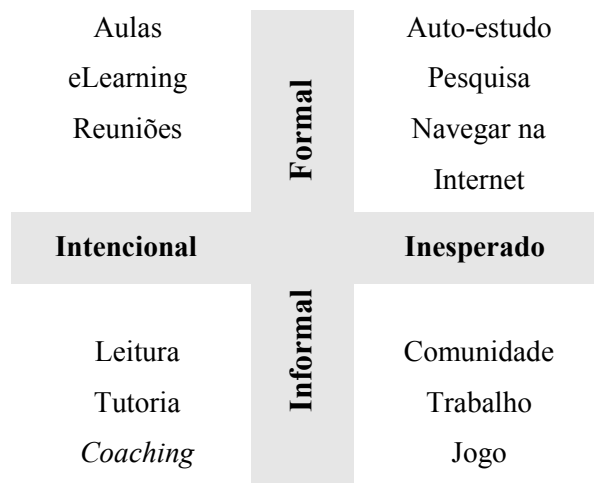 Aulas
eLearning
Reuniões
Formal
Auto-estudo
Pesquisa
Navegar na
Internet
Intencional
Inesperado
Leitura
Tutoria
Coaching
Informal
Comunidade
Trabalho
Jogo